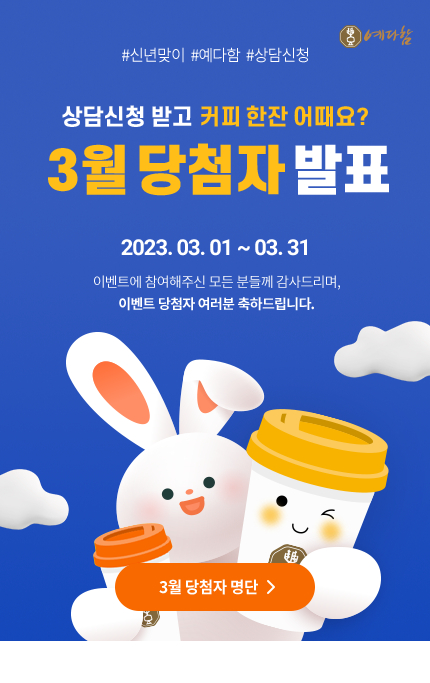 예다함
#신년맞이 #예다함 #상담신청
상담신청 받고 커피 한잔 어때요?
3월 당첨자 발표
2023. 03. 01 ~ 03. 31
이벤트에 참여해주신 모든 분들께 감사드리며,
이벤트 당첨자 여러분 축하드립니다.
3월 당첨자 명단 >